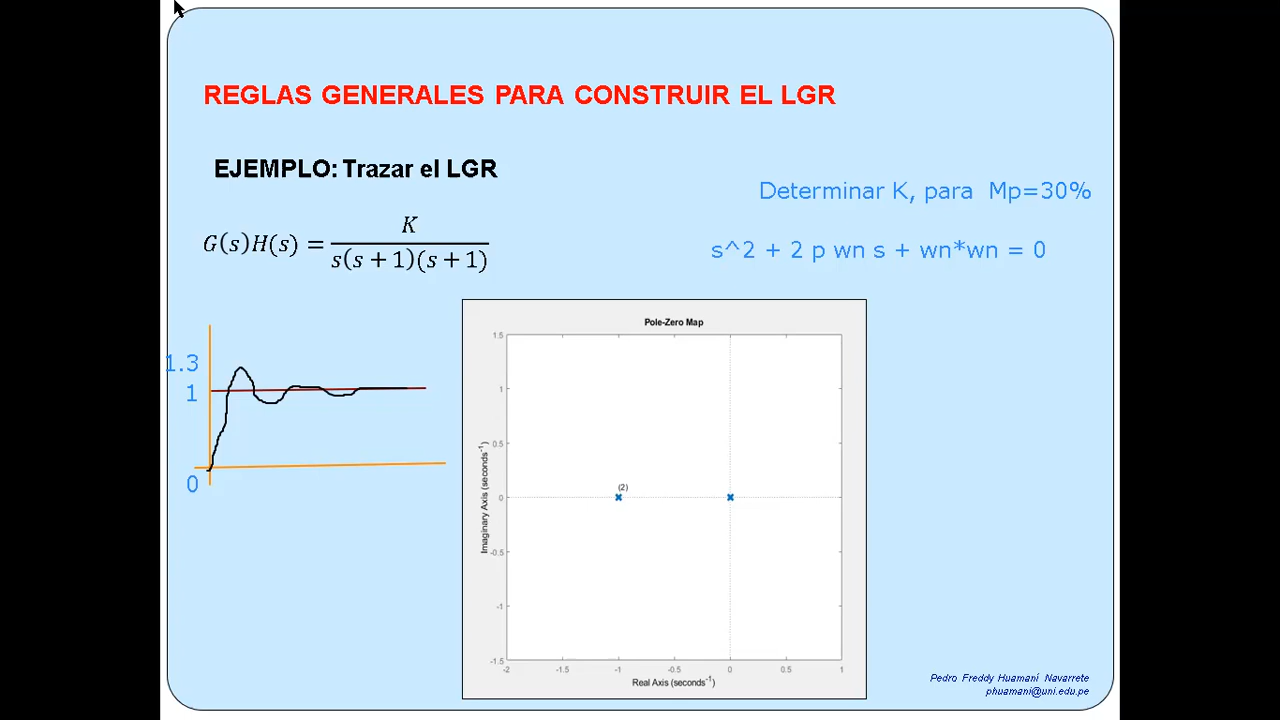 REGLAS GENERALES PARA CONSTRUIR EL LGR
EJEMPLO: Trazar el LGR
Determinar K, para Mp=30%
G(s)H(s) = K / s(s + 1)(s + 1)
s^2 + 2 p wn s + wn*wn = 0
1.3
1
0
Pole-Zero Map
1.5
1
0.5
0
-0.5
-1
-1.5
(2)
Imaginary Axis (seconds⁻¹)
-2 -1.5 -1 -0.5 0 0.5 1
Real Axis (seconds⁻¹)
Pedro Freddy Huamaní Navarrete
phuamani@uni.edu.pe